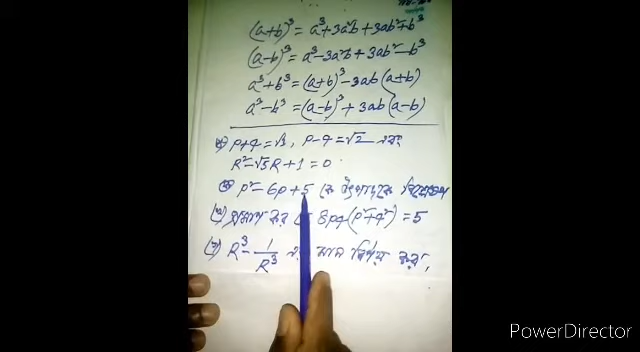 (a+b)³ = a³+3a²b+3ab²+b³
(a-b)³ = a³-3a²b+3ab²-b³
a³+b³ = (a+b)³-3ab(a+b)
a³-b³ = (a-b)³+3ab(a-b)
P+q=√3, P-q=√2 এবং
R²-√5R+1=0.
P²-6P+5 কে উৎপাদকে বিশ্লেষণ
প্রমাণ কর 8pq(p²+q²) = 5
R³-1/R³ এর মান নির্ণয় কর,
PowerDirector